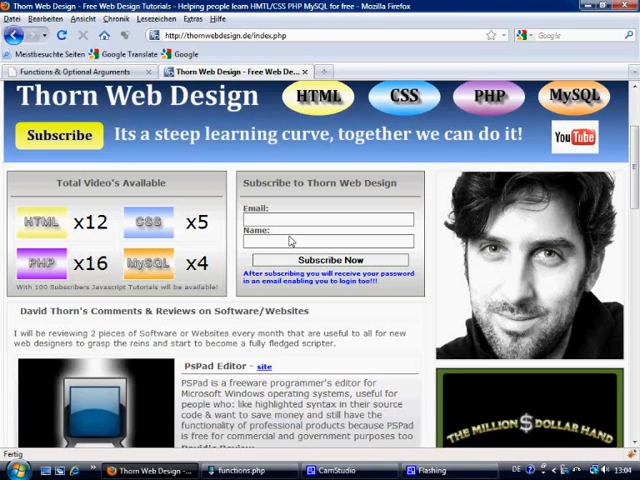 Thorn Web Design - Free Web Design Tutorials - Helping people learn HMTL/CSS PHP MySQL for free - Mozilla Firefox
Datei Bearbeiten Ansicht Chronik Lesezeichen Extras Hilfe
http://thornwebdesign.de/index.php
Google
Meistbesuchte Seiten Google Translate Google
Functions & Optional Arguments
Thorn Web Design - Free Web De...
Thorn Web Design HTML CSS PHP MySQL
Subscribe Its a steep learning curve, together we can do it! YouTube
Total Video's Available
HTML x12 CSS x5
PHP x16 MySQL x4
With 100 Subscribers Javascript Tutorials will be available!
Subscribe to Thorn Web Design
Email:
Name:
Subscribe Now
After subscribing you will receive your password
in an email enabling you to login too!!!
David Thorn's Comments & Reviews on Software/Websites
I will be reviewing 2 pieces of Software or Websites every month that are useful to all for new
web designers to grasp the reins and start to become a fully fledged scripter.
PsPad Editor - site
PSPad is a freeware programmer's editor for
Microsoft Windows operating systems, useful for
people who: like highlighted syntax in their source
code & want to save money and still have the
functionality of professional products because PSPad
is free for commercial and government purposes too
THE MILLION $ DOLLAR HAND
Fertig
Thorn Web Design -...
functions.php
CamStudio
Flashing
DE
13:04